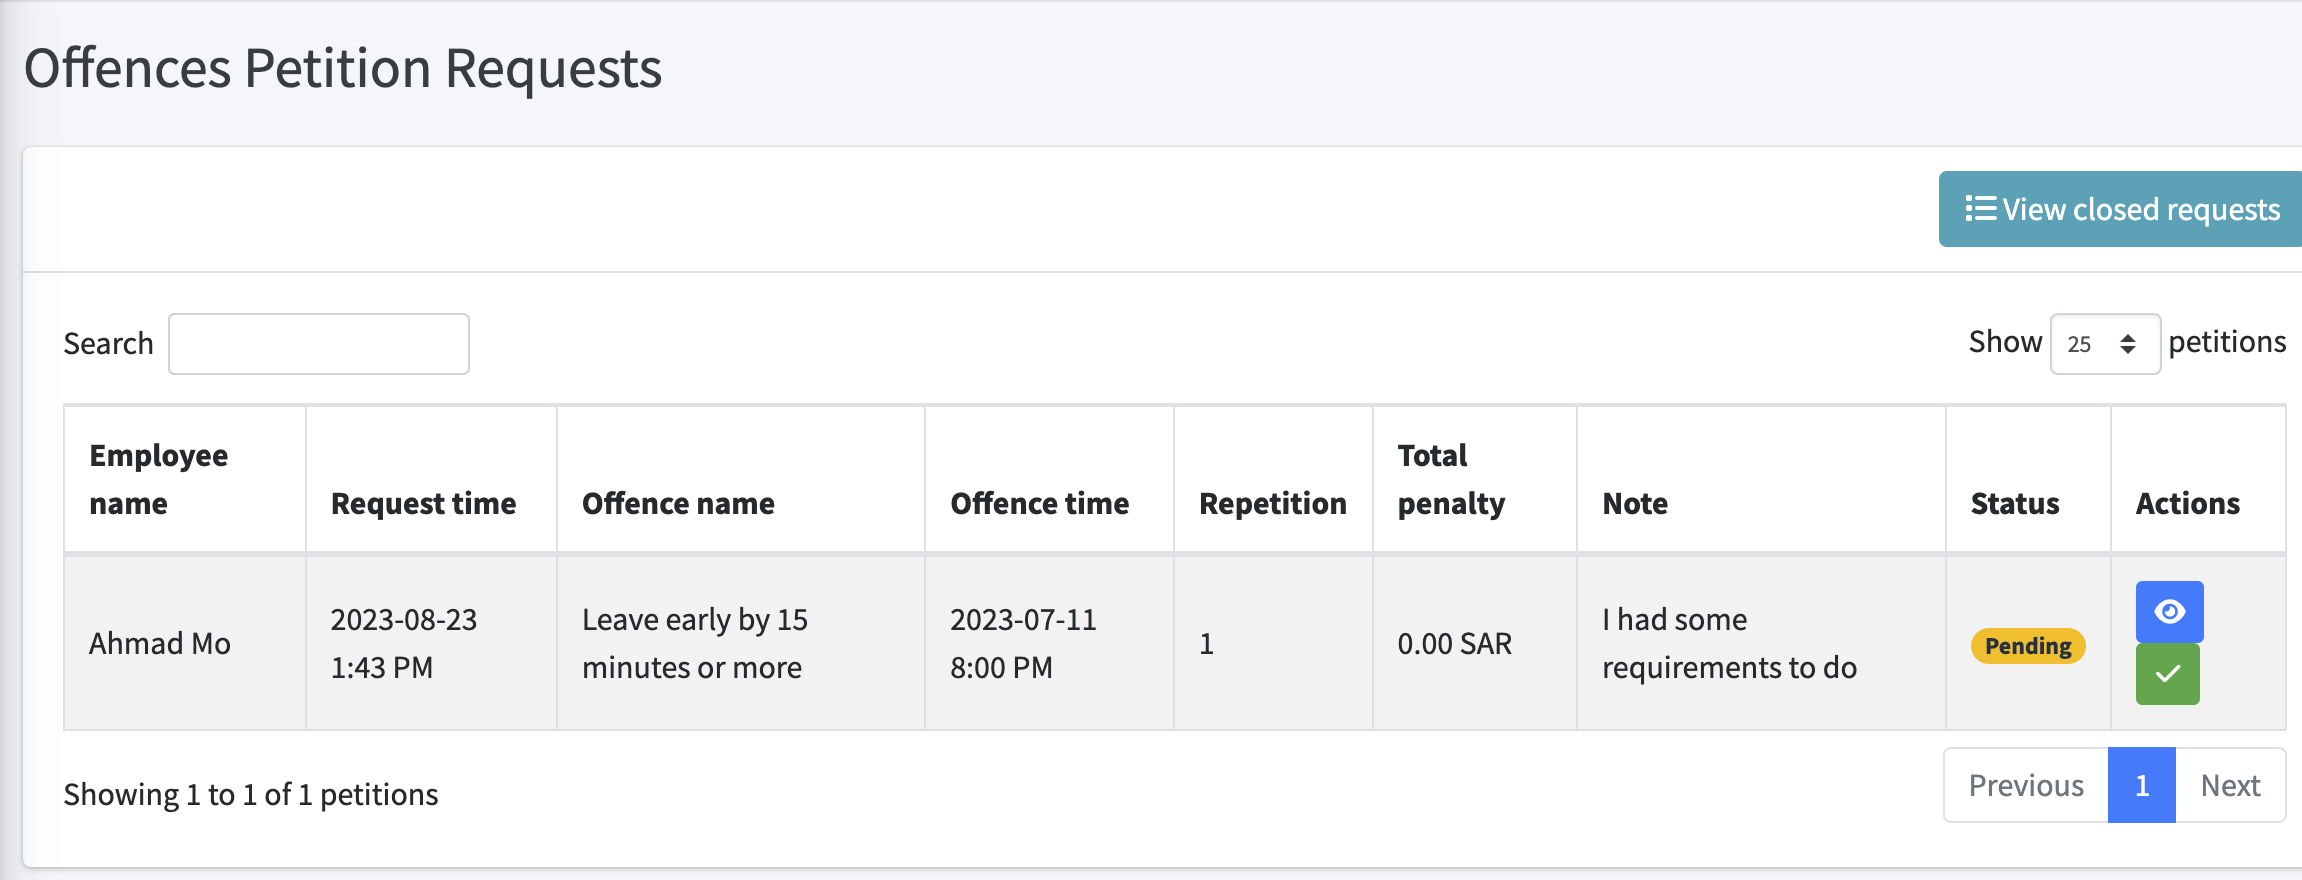 Offences Petition Requests
View closed requests
Search
Show 25 petitions
Employee name
Request time
Offence name
Offence time
Repetition
Total penalty
Note
Status
Actions
Ahmad Mo
2023-08-23
1:43 PM
Leave early by 15
minutes or more
2023-07-11
8:00 PM
1
0.00 SAR
I had some
requirements to do
Pending
Showing 1 to 1 of 1 petitions
Previous 1 Next